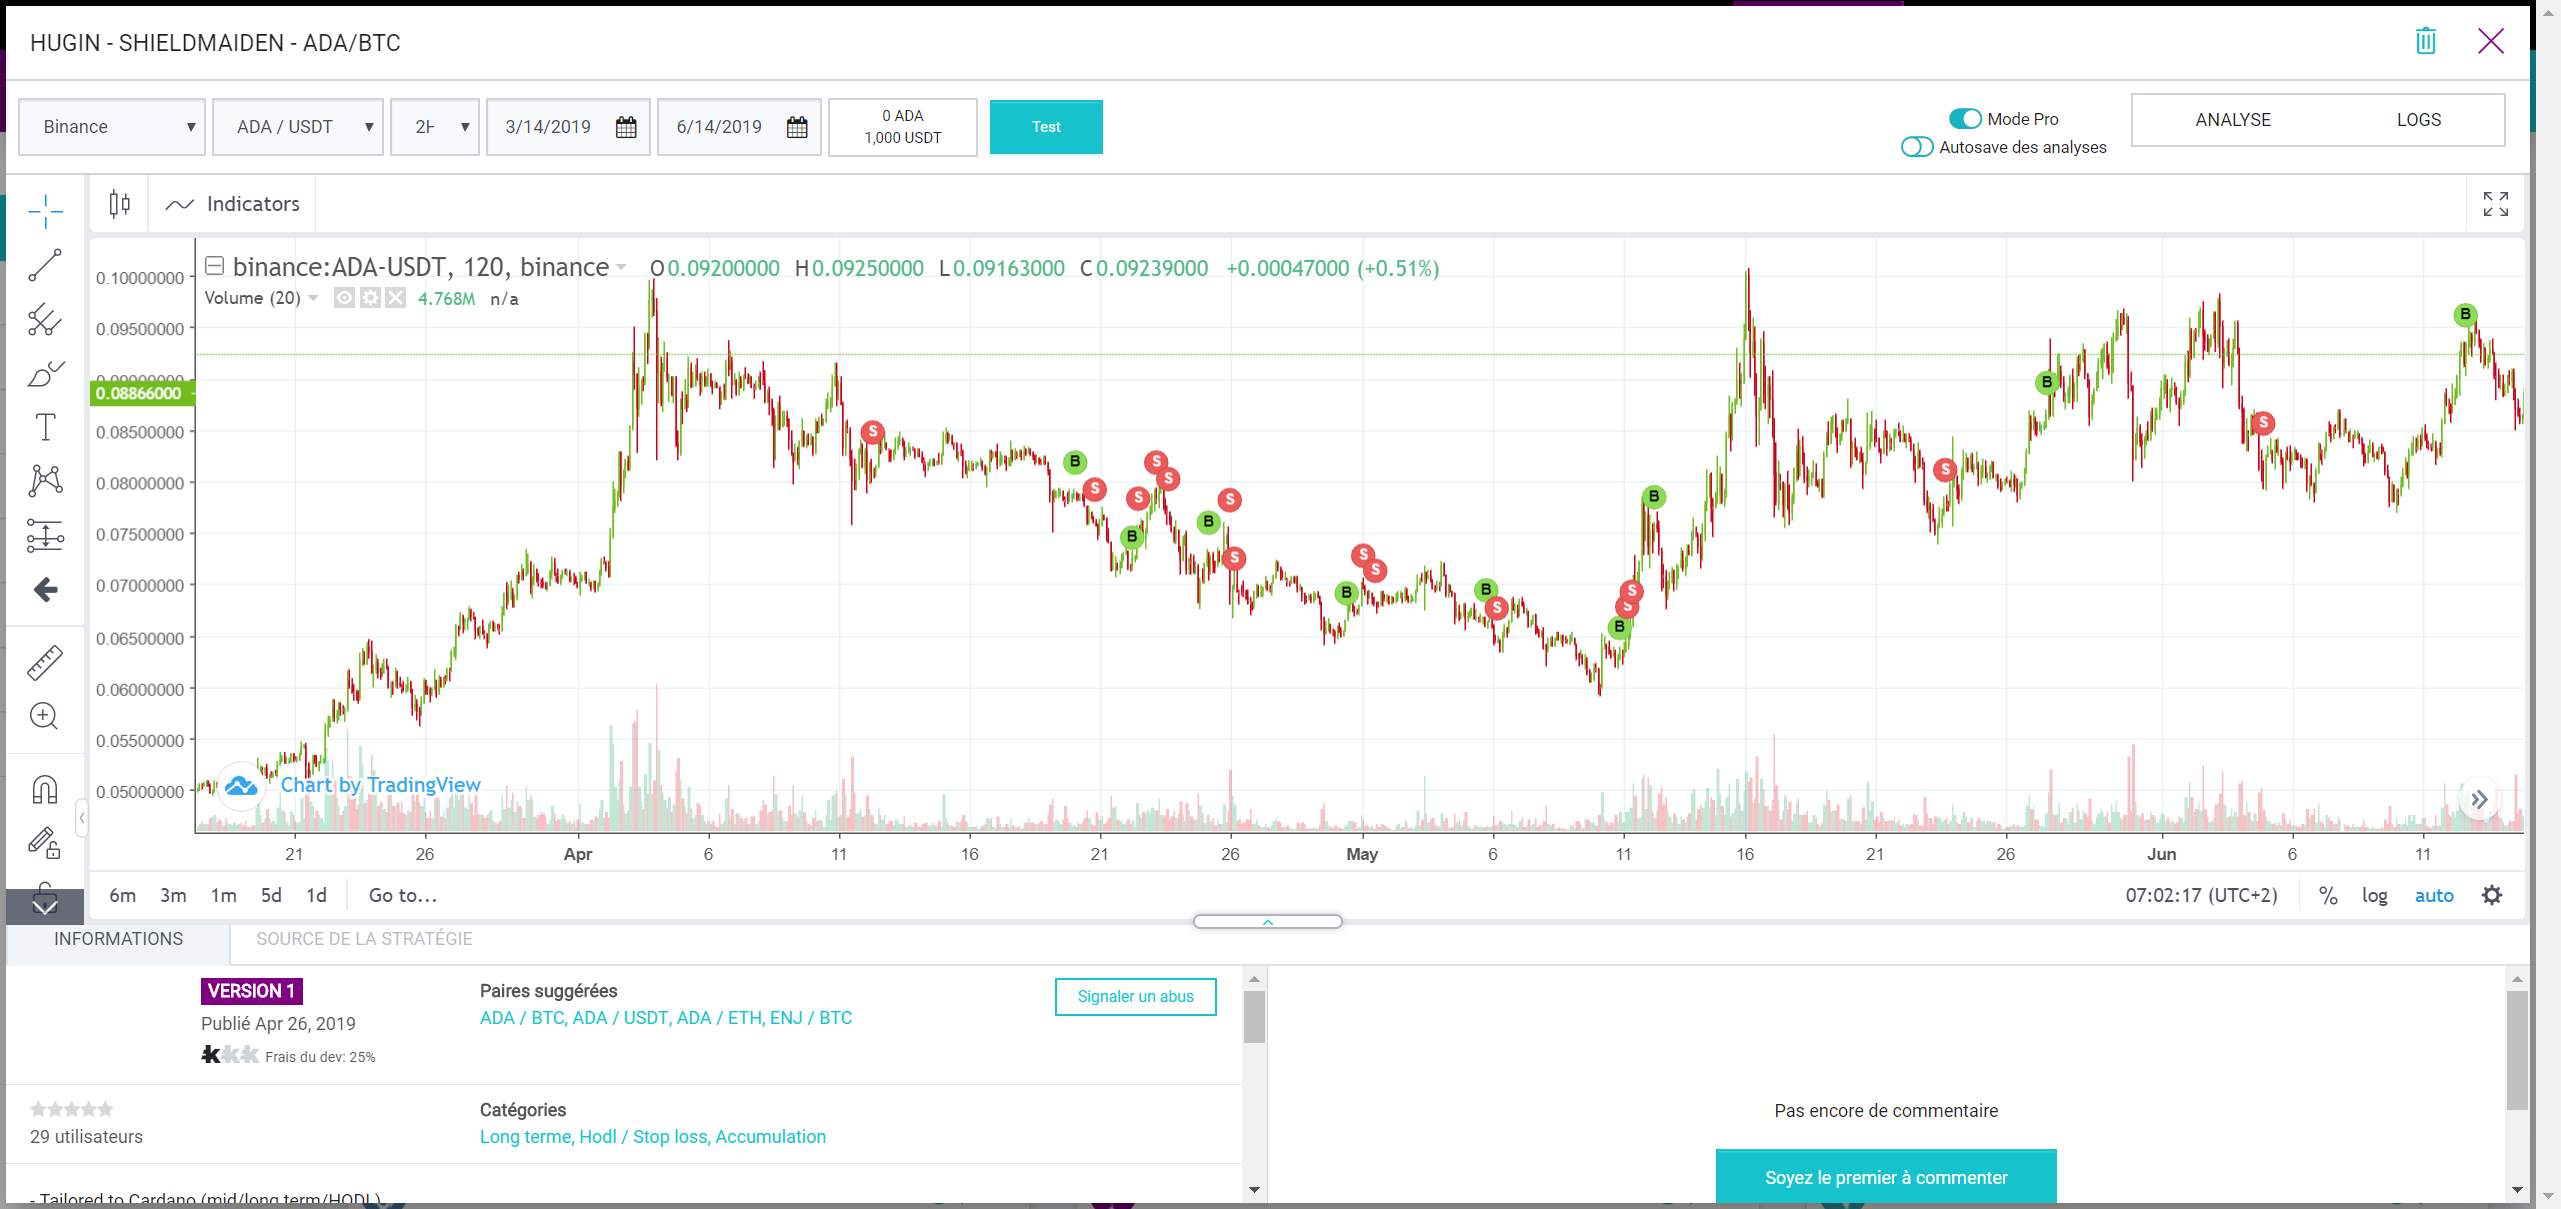 HUGIN - SHIELDMAIDEN - ADA/BTC
Binance
ADA / USDT
3/14/2019
6/14/2019
0 ADA
1,000 USDT
Test
Mode Pro
Autosave des analyses
ANALYSE
LOGS
Indicators
binance:ADA-USDT, 120, binance
O 0.09200000 H 0.09250000 L 0.09163000 C 0.09239000 +0.00047000 (+0.51%)
Volume (20) 4.768M n/a
0.10000000
0.09500000
0.08866000
0.08500000
0.08000000
0.07500000
0.07000000
0.06500000
0.06000000
0.05500000
0.05000000
B
S
B
S
S
B
S
S
B
S
S
B
S
S
B
S
B
S
S
B
S
B
S
B
Chart by TradingView
21 26 Apr 6 11 16 21 26 May 6 11 16 21 26 Jun 6 11
6m 3m 1m 5d 1d Go to...
07:02:17 (UTC+2) % log auto
INFORMATIONS
SOURCE DE LA STRATÉGIE
VERSION 1
Publié Apr 26, 2019
Frais du dev: 25%
Paires suggérées
ADA / BTC, ADA / USDT, ADA / ETH, ENJ / BTC
Signaler un abus
29 utilisateurs
Catégories
Long terme, Hodl / Stop loss, Accumulation
- Tailored to Cardano (mid/long term/HODL)
Pas encore de commentaire
Soyez le premier à commenter